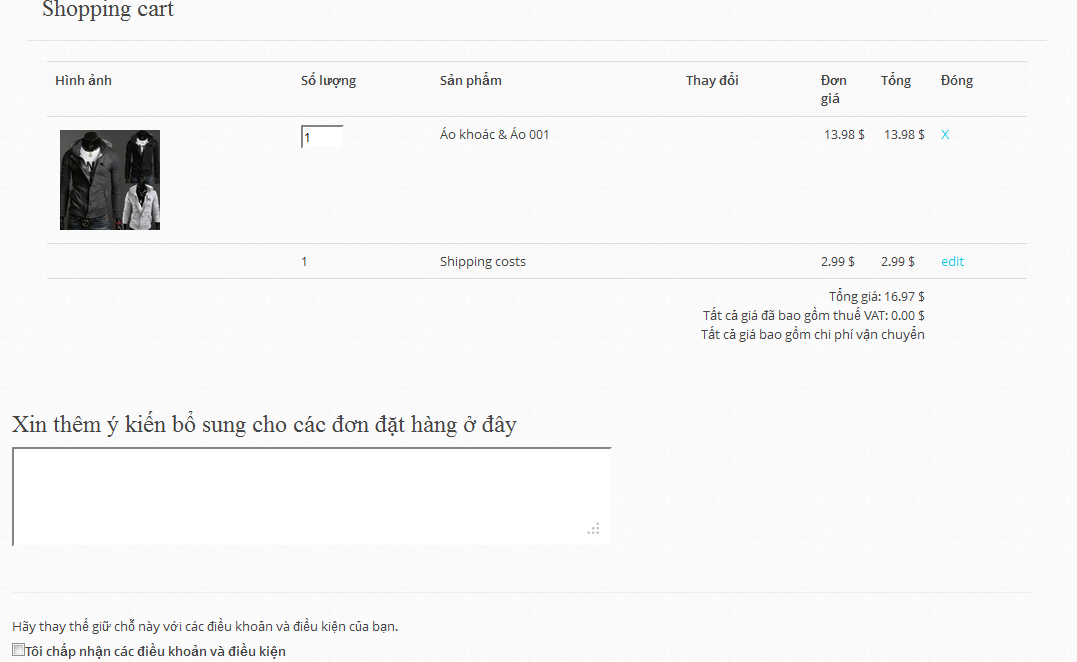 Shopping cart
Hình ảnh Số lượng Sản phẩm Thay đổi Đơn giá Tổng Đóng
1 Áo khoác & Áo 001 13.98 $ 13.98 $ X
1 Shipping costs 2.99 $ 2.99 $ edit
Tổng giá: 16.97 $
Tất cả giá đã bao gồm thuế VAT: 0.00 $
Tất cả giá bao gồm chi phí vận chuyển
Xin thêm ý kiến bổ sung cho các đơn đặt hàng ở đây
Hãy thay thế giữ chỗ này với các điều khoản và điều kiện của bạn.
Tôi chấp nhận các điều khoản và điều kiện